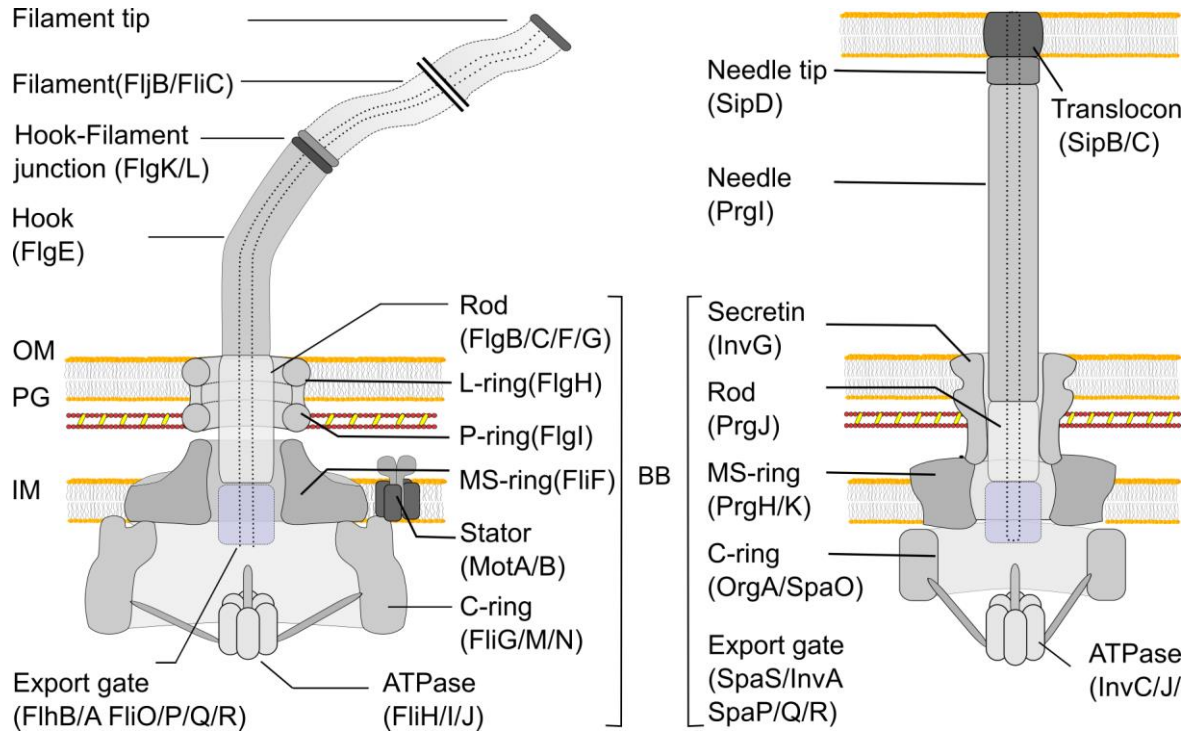 Filament tip
Filament(FljB/FliC)
Hook-Filament
junction (FlgK/L)
Hook
(FlgE)
Rod
(FlgB/C/F/G)
OM
L-ring(FlgH)
PG
P-ring(FlgI)
MS-ring(FliF)
IM
Stator
(MotA/B)
C-ring
(FliG/M/N)
Export gate
(FlhB/A FliO/P/Q/R)
ATPase
(FliH/I/J)
BB
Needle tip
(SipD)
Translocon
(SipB/C)
Needle
(PrgI)
Secretin
(InvG)
Rod
(PrgJ)
MS-ring
(PrgH/K)
C-ring
(OrgA/SpaO)
Export gate
(SpaS/InvA
SpaP/Q/R)
ATPase
(InvC/J/